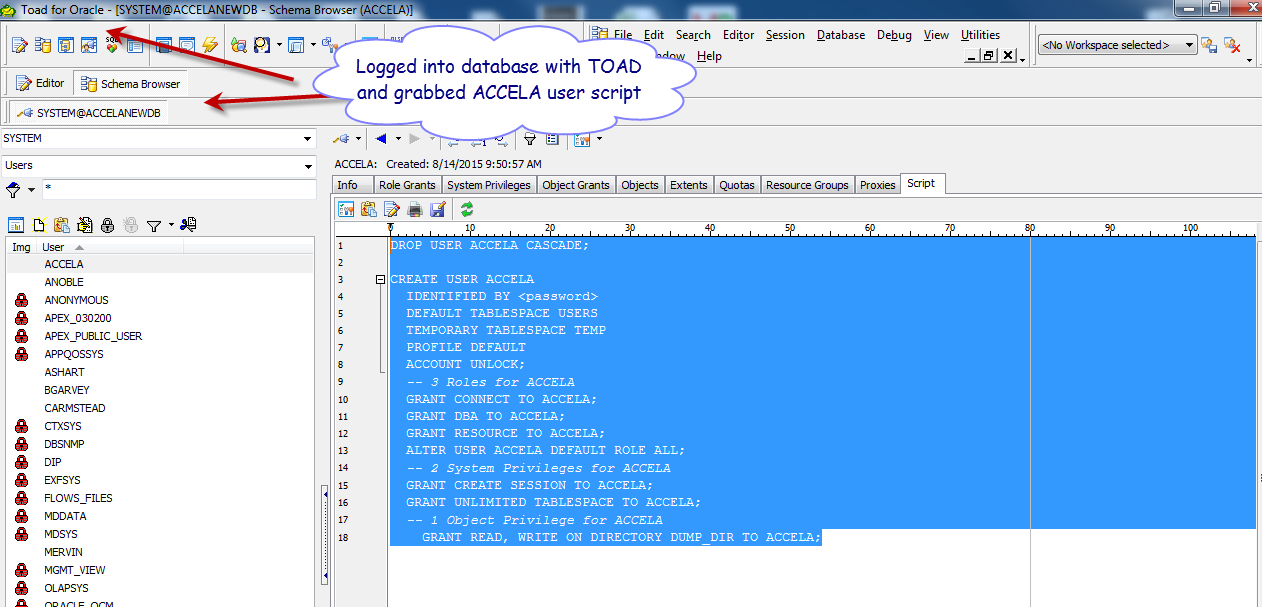 Toad for Oracle - [SYSTEM@ACCELANEWDB - Schema Browser (ACCELA)]
File Edit Search Editor Session Database Debug View Utilities
Help
<No Workspace selected>
Logged into database with TOAD
and grabbed ACCELA user script
Editor Schema Browser
SYSTEM@ACCELANEWDB
SYSTEM
Users
*
ACCELA: Created: 8/14/2015 9:50:57 AM
Info Role Grants System Privileges Object Grants Objects Extents Quotas Resource Groups Proxies Script
0 10 20 30 40 50 60 70 80 90 100
Img User
ACCELA
ANOBLE
ANONYMOUS
APEX_030200
APEX_PUBLIC_USER
APPQOSSYS
ASHART
BGARVEY
CARMSTEAD
CTXSYS
DBSNMP
DIP
EXFSYS
FLOWS_FILES
MDDATA
MDSYS
MERVIN
MGMT_VIEW
OLAPSYS
ORACLE_OCM
1 DROP USER ACCELA CASCADE;
2
3 CREATE USER ACCELA
4 IDENTIFIED BY <password>
5 DEFAULT TABLESPACE USERS
6 TEMPORARY TABLESPACE TEMP
7 PROFILE DEFAULT
8 ACCOUNT UNLOCK;
9 -- 3 Roles for ACCELA
10 GRANT CONNECT TO ACCELA;
11 GRANT DBA TO ACCELA;
12 GRANT RESOURCE TO ACCELA;
13 ALTER USER ACCELA DEFAULT ROLE ALL;
14 -- 2 System Privileges for ACCELA
15 GRANT CREATE SESSION TO ACCELA;
16 GRANT UNLIMITED TABLESPACE TO ACCELA;
17 -- 1 Object Privilege for ACCELA
18 GRANT READ, WRITE ON DIRECTORY DUMP_DIR TO ACCELA;